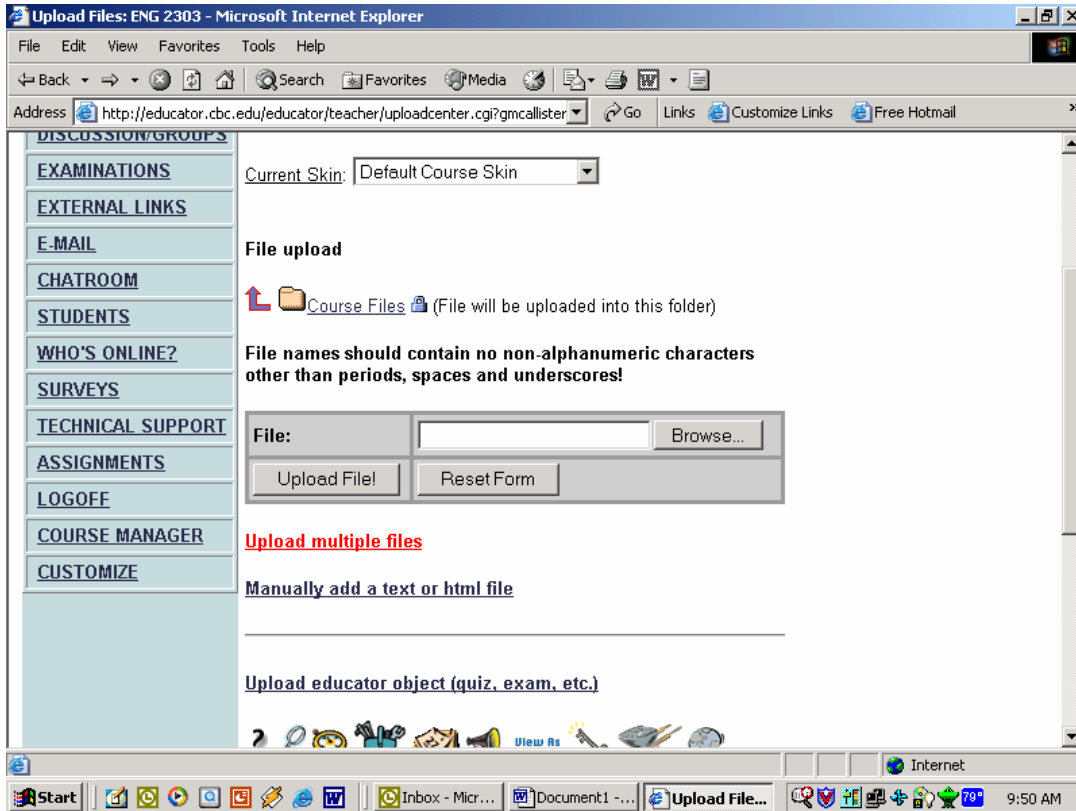 Upload Files: ENG 2303 - Microsoft Internet Explorer
File Edit View Favorites Tools Help
Back Search Favorites Media
Address http://educator.cbc.edu/educator/teacher/uploadcenter.cgi?gmcallister Go Links Customize Links Free Hotmail »
DISCUSSION/GROUPS
EXAMINATIONS
EXTERNAL LINKS
E-MAIL
CHATROOM
STUDENTS
WHO'S ONLINE?
SURVEYS
TECHNICAL SUPPORT
ASSIGNMENTS
LOGOFF
COURSE MANAGER
CUSTOMIZE
Current Skin: Default Course Skin
File upload
Course Files (File will be uploaded into this folder)
File names should contain no non-alphanumeric characters
other than periods, spaces and underscores!
File: Browse...
Upload File! Reset Form
Upload multiple files
Manually add a text or html file
Upload educator object (quiz, exam, etc.)
View As
Internet
Start Inbox - Micr... Document1 -... Upload File... 79° 9:50 AM